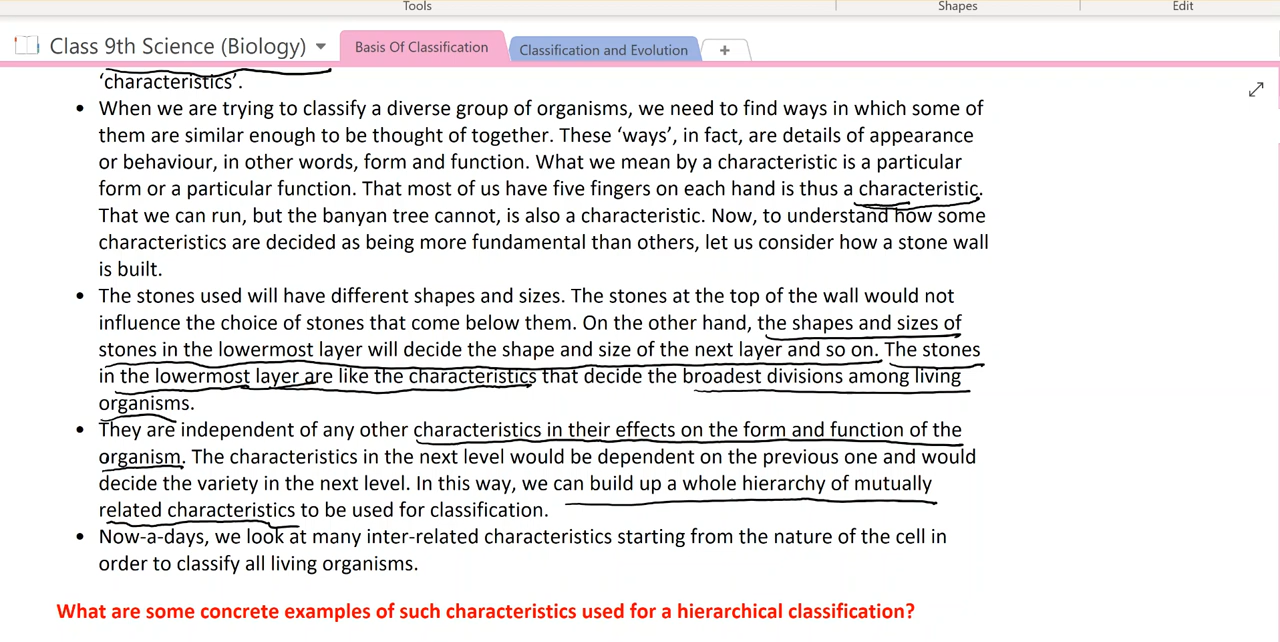 Tools Shapes Edit
Class 9th Science (Biology) Basis Of Classification Classification and Evolution +
‘characteristics’.
• When we are trying to classify a diverse group of organisms, we need to find ways in which some of
them are similar enough to be thought of together. These ‘ways’, in fact, are details of appearance
or behaviour, in other words, form and function. What we mean by a characteristic is a particular
form or a particular function. That most of us have five fingers on each hand is thus a characteristic.
That we can run, but the banyan tree cannot, is also a characteristic. Now, to understand how some
characteristics are decided as being more fundamental than others, let us consider how a stone wall
is built.
• The stones used will have different shapes and sizes. The stones at the top of the wall would not
influence the choice of stones that come below them. On the other hand, the shapes and sizes of
stones in the lowermost layer will decide the shape and size of the next layer and so on. The stones
in the lowermost layer are like the characteristics that decide the broadest divisions among living
organisms.
• They are independent of any other characteristics in their effects on the form and function of the
organism. The characteristics in the next level would be dependent on the previous one and would
decide the variety in the next level. In this way, we can build up a whole hierarchy of mutually
related characteristics to be used for classification.
• Now-a-days, we look at many inter-related characteristics starting from the nature of the cell in
order to classify all living organisms.
What are some concrete examples of such characteristics used for a hierarchical classification?